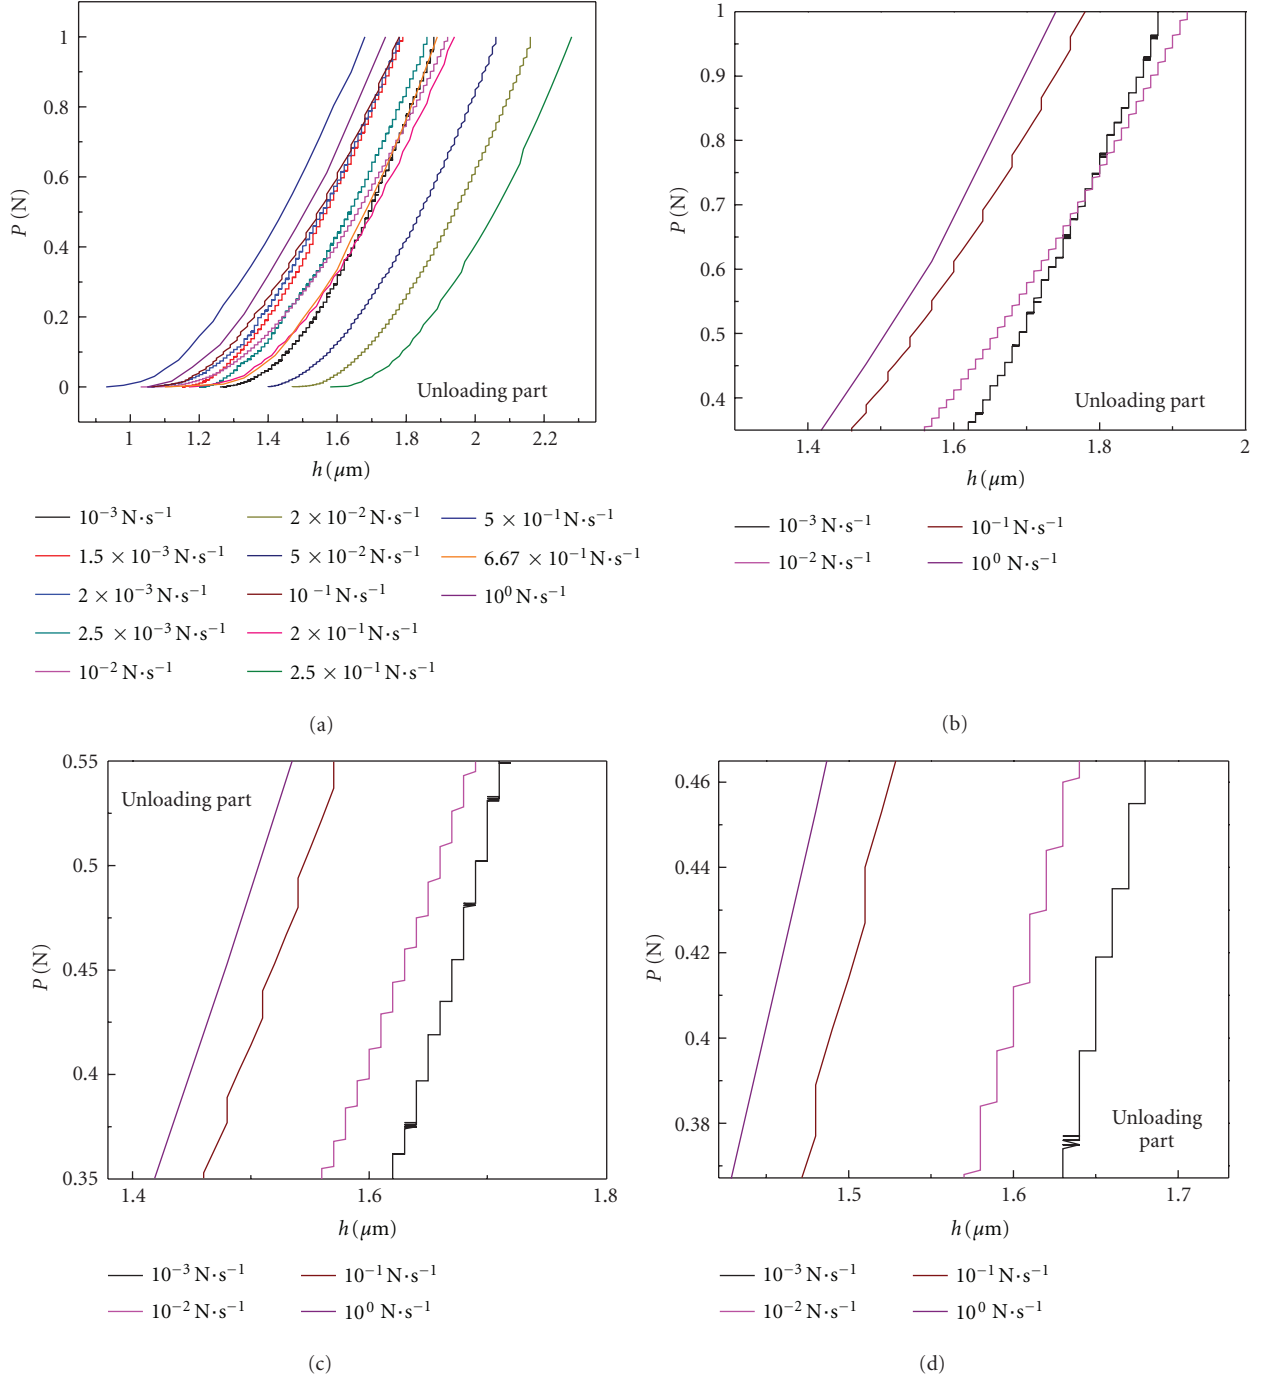 1
0.8
0.6
0.4
0.2
0
P (N)
Unloading part
1 1.2 1.4 1.6 1.8 2 2.2
h (μm)
10⁻³ N·s⁻¹ 2 × 10⁻² N·s⁻¹ 5 × 10⁻¹ N·s⁻¹
1.5 × 10⁻³ N·s⁻¹ 5 × 10⁻² N·s⁻¹ 6.67 × 10⁻¹ N·s⁻¹
2 × 10⁻³ N·s⁻¹ 10⁻¹ N·s⁻¹ 10⁰ N·s⁻¹
2.5 × 10⁻³ N·s⁻¹ 2 × 10⁻¹ N·s⁻¹
10⁻² N·s⁻¹ 2.5 × 10⁻¹ N·s⁻¹
(a)
1
0.9
0.8
0.7
0.6
0.5
0.4
P (N)
Unloading part
1.4 1.6 1.8 2
h (μm)
10⁻³ N·s⁻¹ 10⁻¹ N·s⁻¹
10⁻² N·s⁻¹ 10⁰ N·s⁻¹
(b)
0.55
Unloading part
0.5
0.45
0.4
0.35
P (N)
1.4 1.6 1.8
h (μm)
10⁻³ N·s⁻¹ 10⁻¹ N·s⁻¹
10⁻² N·s⁻¹ 10⁰ N·s⁻¹
(c)
0.46
0.44
0.42
0.4
0.38
P (N)
Unloading
part
1.5 1.6 1.7
h (μm)
10⁻³ N·s⁻¹ 10⁻¹ N·s⁻¹
10⁻² N·s⁻¹ 10⁰ N·s⁻¹
(d)